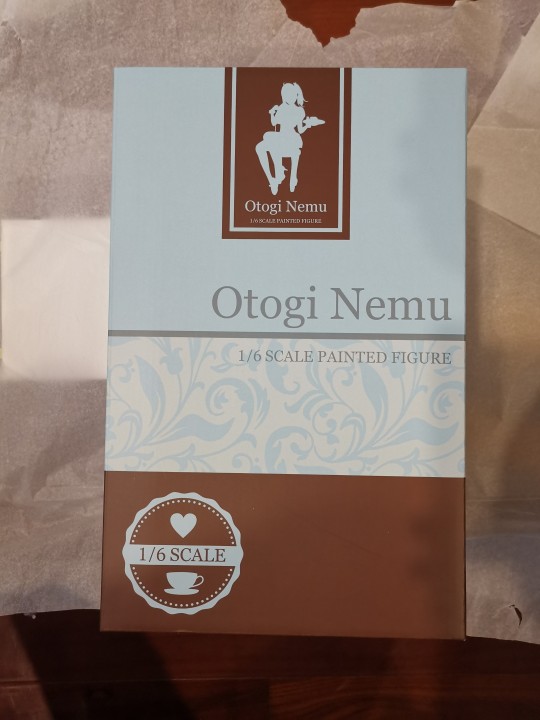 Otogi Nemu
1/6 SCALE PAINTED FIGURE
Otogi Nemu
1/6 SCALE PAINTED FIGURE
1/6 SCALE